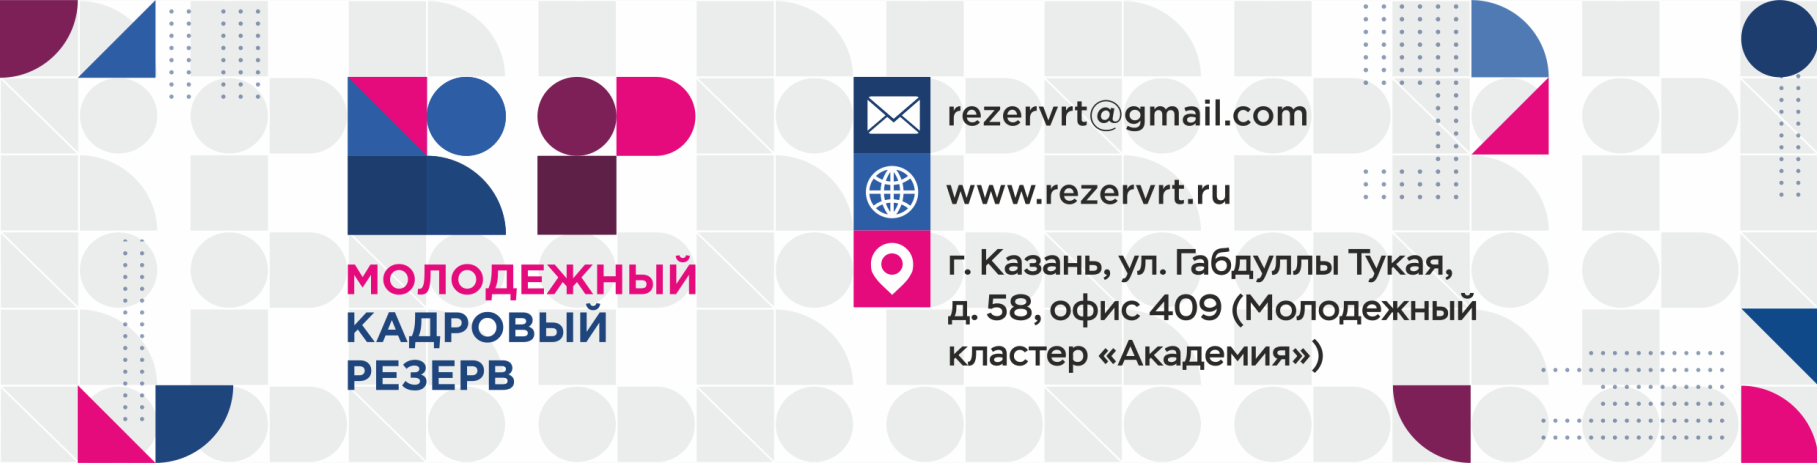 МОЛОДЕЖНЫЙ
КАДРОВЫЙ
РЕЗЕРВ
rezervrt@gmail.com
www.rezervrt.ru
г. Казань, ул. Габдуллы Тукая,
д. 58, офис 409 (Молодежный
кластер «Академия»)